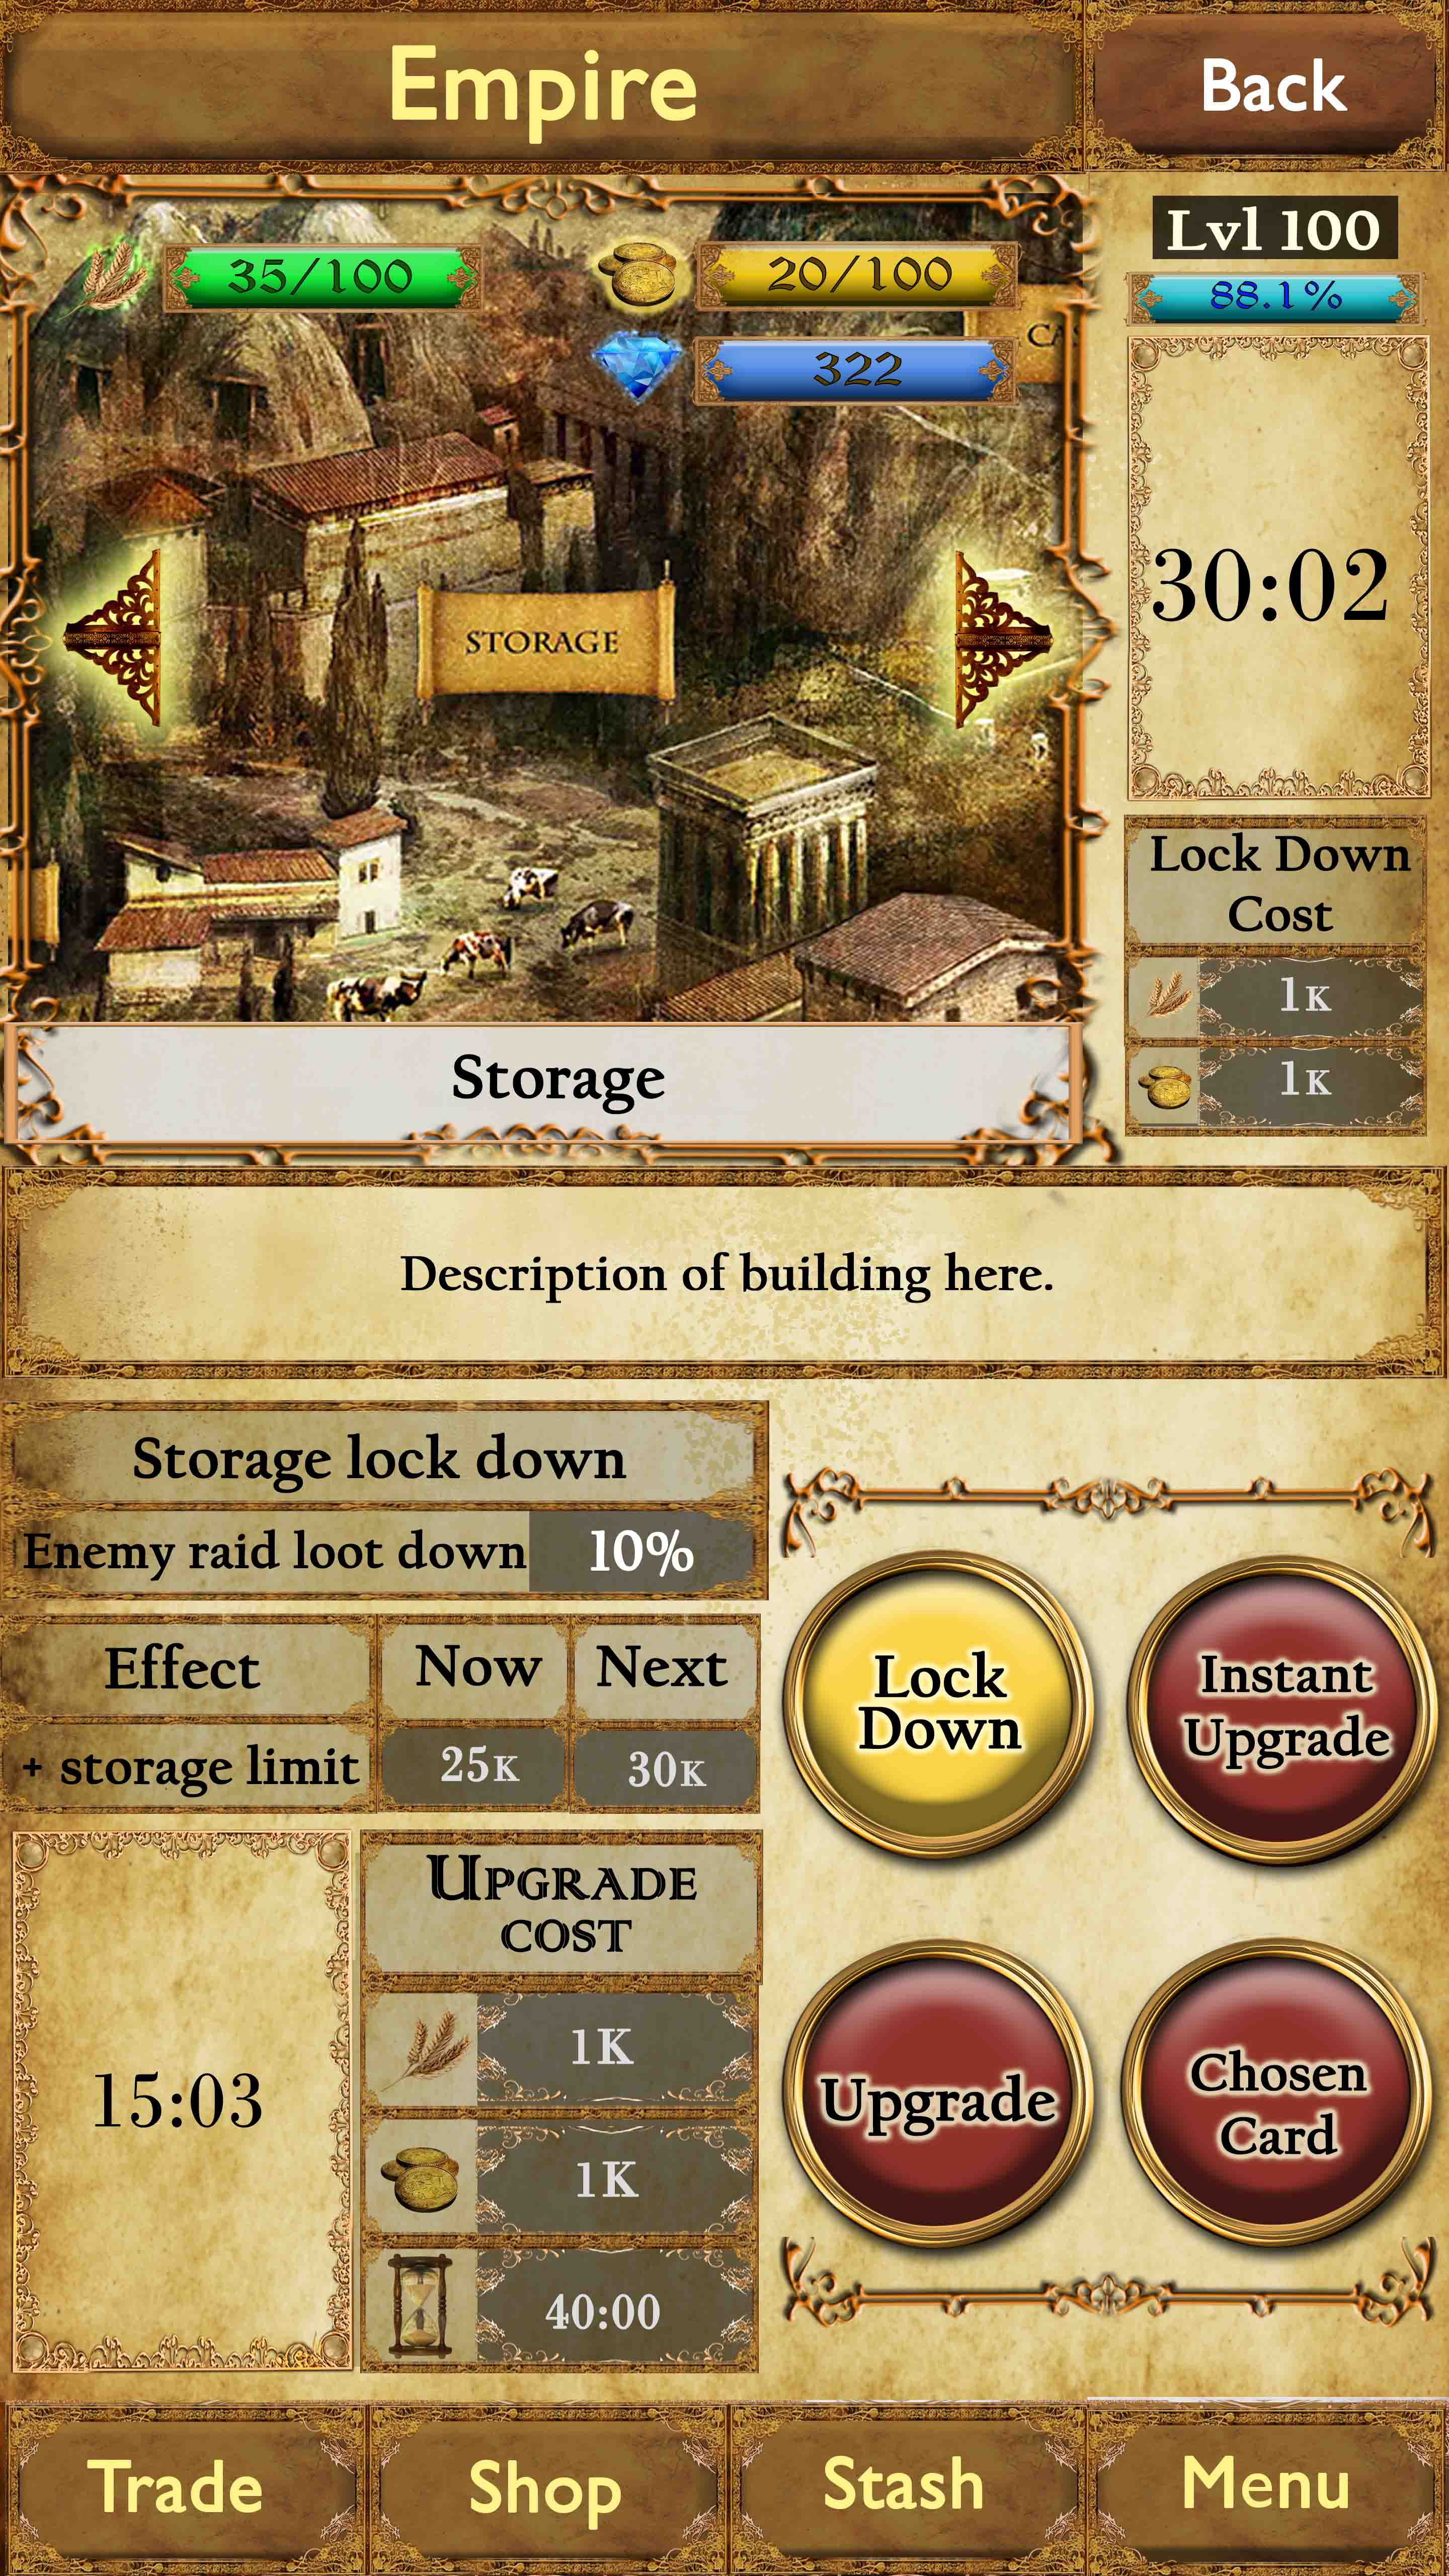 Empire
Back
Lvl 100
35/100
20/100
88.1%
322
CA
30:02
STORAGE
Lock Down
Cost
1K
1K
Storage
Description of building here.
Storage lock down
Enemy raid loot down 10%
Effect Now Next
+ storage limit 25K 30K
Lock
Down
Instant
Upgrade
UPGRADE
COST
1K
1K
40:00
15:03
Upgrade
Chosen
Card
Trade
Shop
Stash
Menu